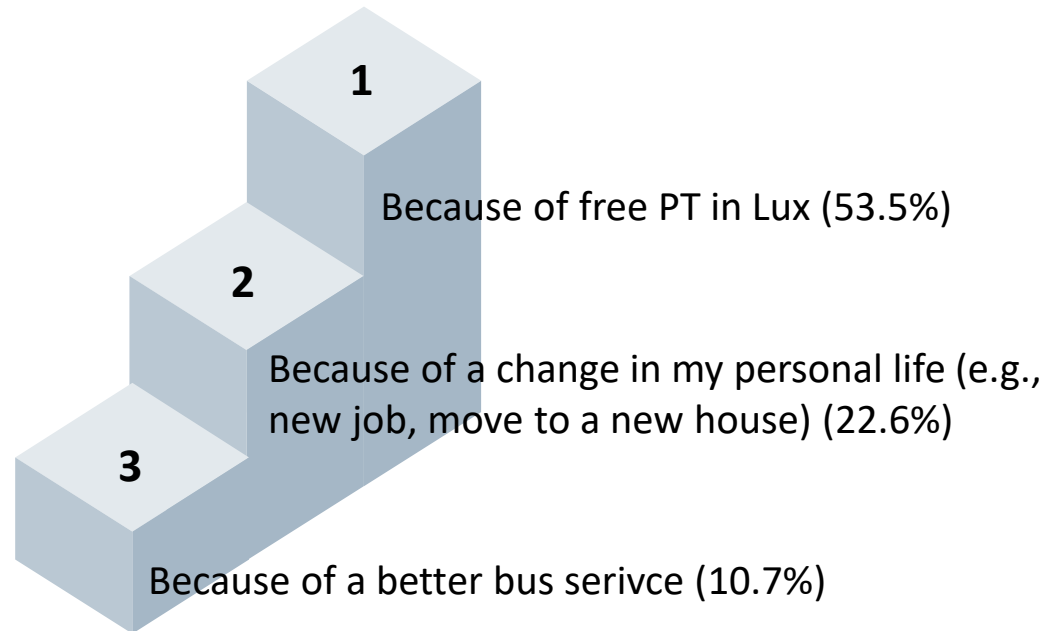 1
Because of free PT in Lux (53.5%)
2
Because of a change in my personal life (e.g.,
new job, move to a new house) (22.6%)
3
Because of a better bus serivce (10.7%)